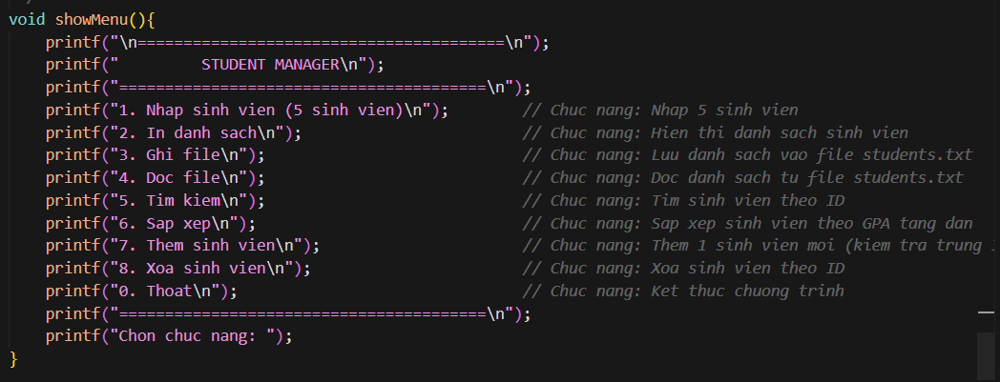 void showMenu(){
printf("\n========================================\n");
printf("         STUDENT MANAGER\n");
printf("========================================\n");
printf("1. Nhap sinh vien (5 sinh vien)\n");        // Chuc nang: Nhap 5 sinh vien
printf("2. In danh sach\n");                        // Chuc nang: Hien thi danh sach sinh vien
printf("3. Ghi file\n");                            // Chuc nang: Luu danh sach vao file students.txt
printf("4. Doc file\n");                            // Chuc nang: Doc danh sach tu file students.txt
printf("5. Tim kiem\n");                            // Chuc nang: Tim sinh vien theo ID
printf("6. Sap xep\n");                             // Chuc nang: Sap xep sinh vien theo GPA tang dan
printf("7. Them sinh vien\n");                      // Chuc nang: Them 1 sinh vien moi (kiem tra trung
printf("8. Xoa sinh vien\n");                       // Chuc nang: Xoa sinh vien theo ID
printf("0. Thoat\n");                               // Chuc nang: Ket thuc chuong trinh
printf("========================================\n");
printf("Chon chuc nang: ");
}